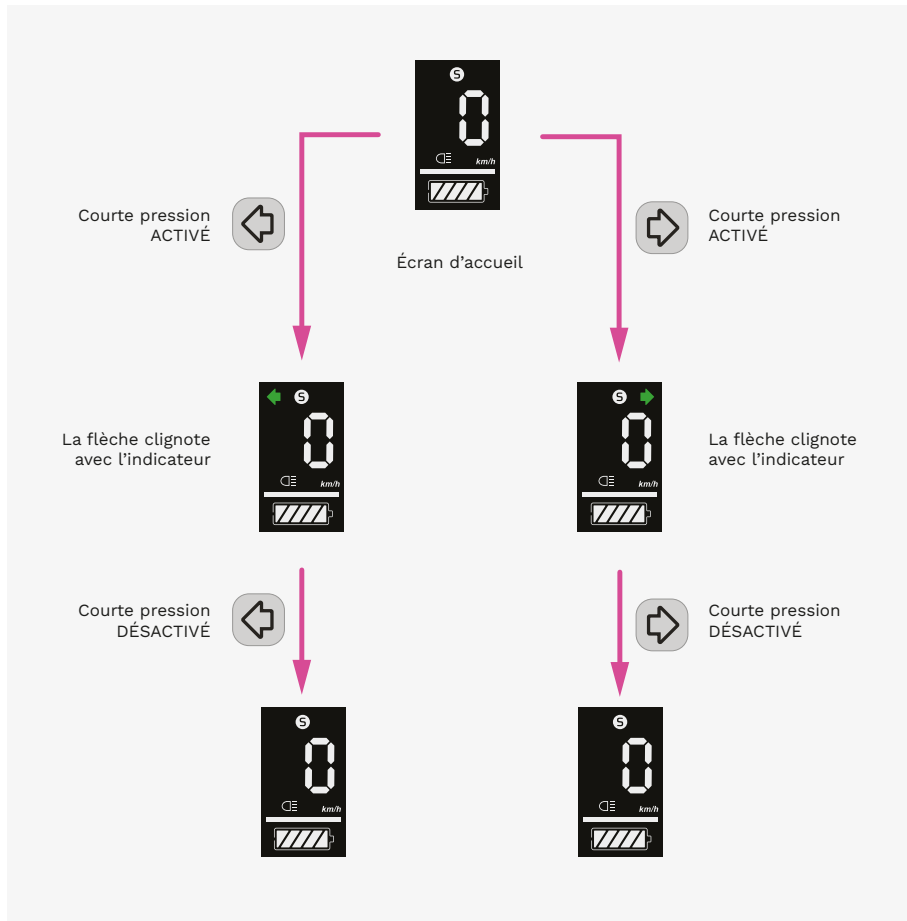 S
0
km/h
Courte pression
ACTIVÉ
Courte pression
ACTIVÉ
Écran d’accueil
S
0
km/h
S
0
km/h
La flèche clignote
avec l’indicateur
La flèche clignote
avec l’indicateur
Courte pression
DÉSACTIVÉ
Courte pression
DÉSACTIVÉ
S
0
km/h
S
0
km/h